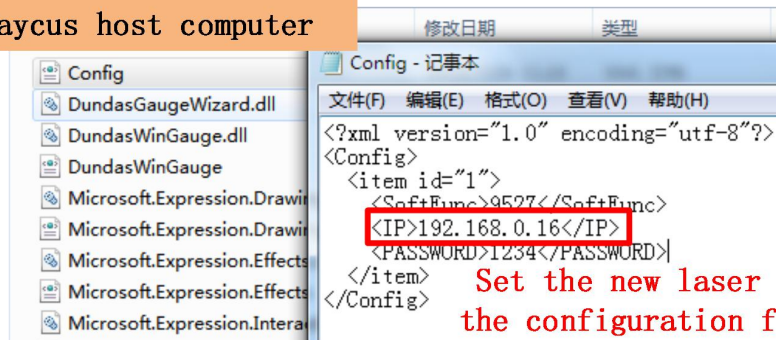 aycus host computer
修改日期
类型
Config
DundasGaugeWizard.dll
DundasWinGauge.dll
DundasWinGauge
Microsoft.Expression.Drawin
Microsoft.Expression.Drawin
Microsoft.Expression.Effects
Microsoft.Expression.Effects
Microsoft.Expression.Intera
Config - 记事本
文件(F) 编辑(E) 格式(O) 查看(V) 帮助(H)
<?xml version="1.0" encoding="utf-8"?>
<Config>
<item id="1">
<SoftFunc>9527</SoftFunc>
<IP>192.168.0.16</IP>
<PASSWORD>1234</PASSWORD>
</item>
</Config>
Set the new laser
the configuration f